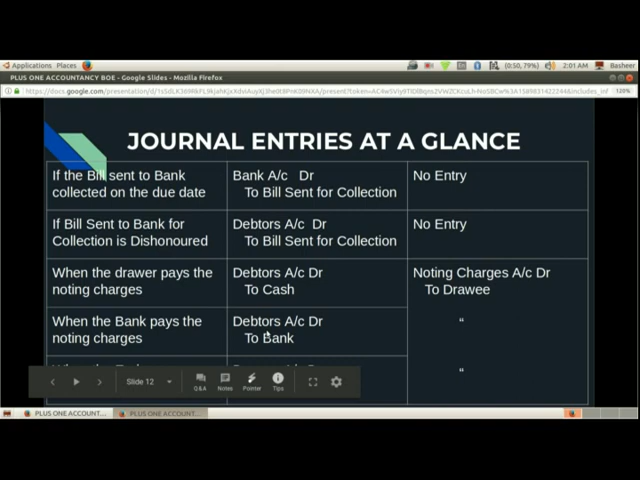 Applications Places
(0:50, 79%)
2:01 AM
Basheer
PLUS ONE ACCOUNTANCY BOE - Google Slides - Mozilla Firefox
120%
JOURNAL ENTRIES AT A GLANCE
If the Bill sent to Bank
collected on the due date
Bank A/c Dr
To Bill Sent for Collection
No Entry
If Bill Sent to Bank for
Collection is Dishonoured
Debtors A/c Dr
To Bill Sent for Collection
No Entry
When the drawer pays the
noting charges
Debtors A/c Dr
To Cash
Noting Charges A/c Dr
To Drawee
When the Bank pays the
noting charges
Debtors A/c Dr
To Bank
“
“
Slide 12
Q&A
Notes
Pointer
Tips
PLUS ONE ACCOUNT...
PLUS ONE ACCOUNT...